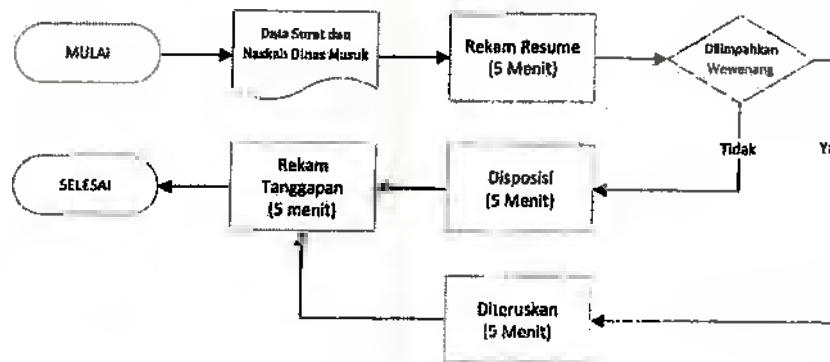 MULAI
Data Surat dan
Naskah Dinas Masuk
Rekam Resume
(5 Menit)
Dilimpahkan
Wewenang
Tidak
Ya
SELESAI
Rekam
Tanggapan
(5 menit)
Disposisi
(5 Menit)
Diteruskan
(5 Menit)